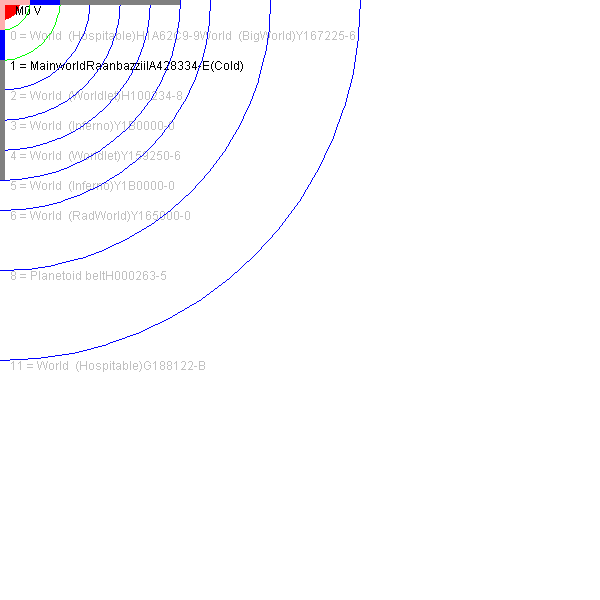 M0 V
0 = World (Hospitable)H1A62C9-9World (BigWorld)Y167225-6
1 = MainworldRaanbazziilA428334-E(Cold)
2 = World (Worldlet)H100234-8
3 = World (Inferno)Y1B0000-0
4 = World (Worldlet)Y159250-6
5 = World (Inferno)Y1B0000-0
6 = World (RadWorld)Y165000-0
8 = Planetoid beltH000263-5
11 = World (Hospitable)G188122-B